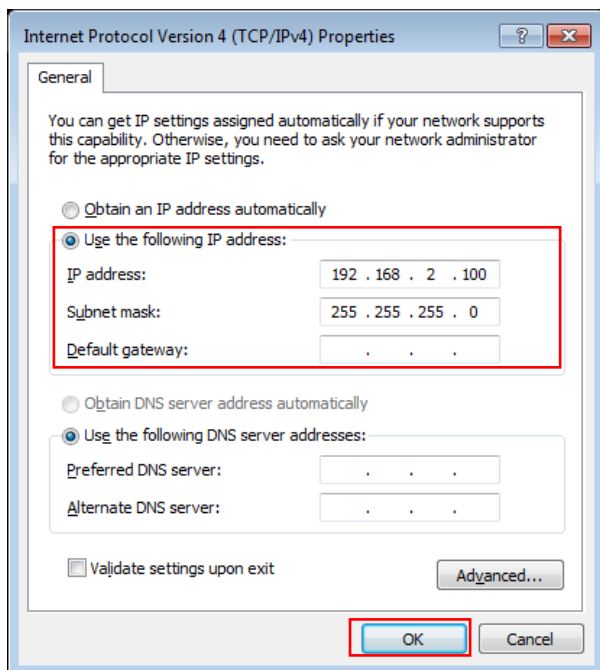 Internet Protocol Version 4 (TCP/IPv4) Properties
General
You can get IP settings assigned automatically if your network supports
this capability. Otherwise, you need to ask your network administrator
for the appropriate IP settings.
Obtain an IP address automatically
Use the following IP address:
IP address: 192 . 168 . 2 . 100
Subnet mask: 255 . 255 . 255 . 0
Default gateway: . . .
Obtain DNS server address automatically
Use the following DNS server addresses:
Preferred DNS server: . . .
Alternate DNS server: . . .
Validate settings upon exit
Advanced...
OK Cancel